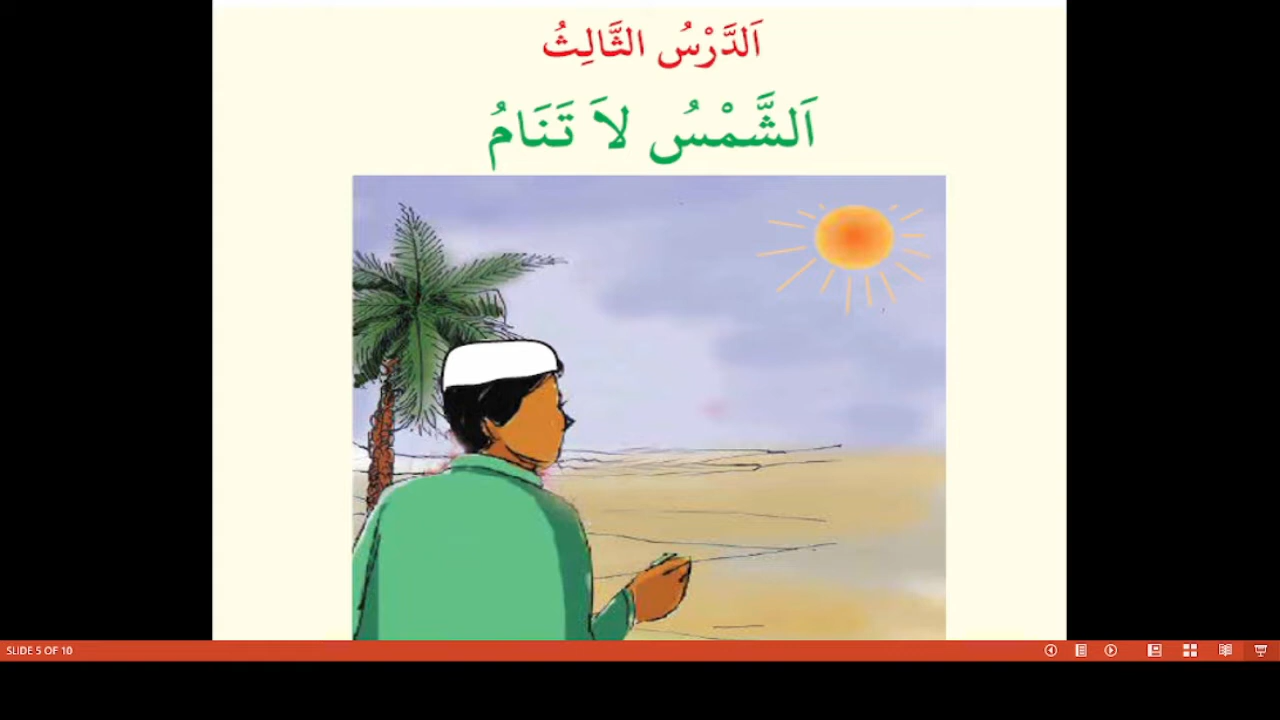 اَلدَّرْسُ الثَّالِثُ
اَلشَّمْسُ لاَ تَنَامُ
SLIDE 5 OF 10